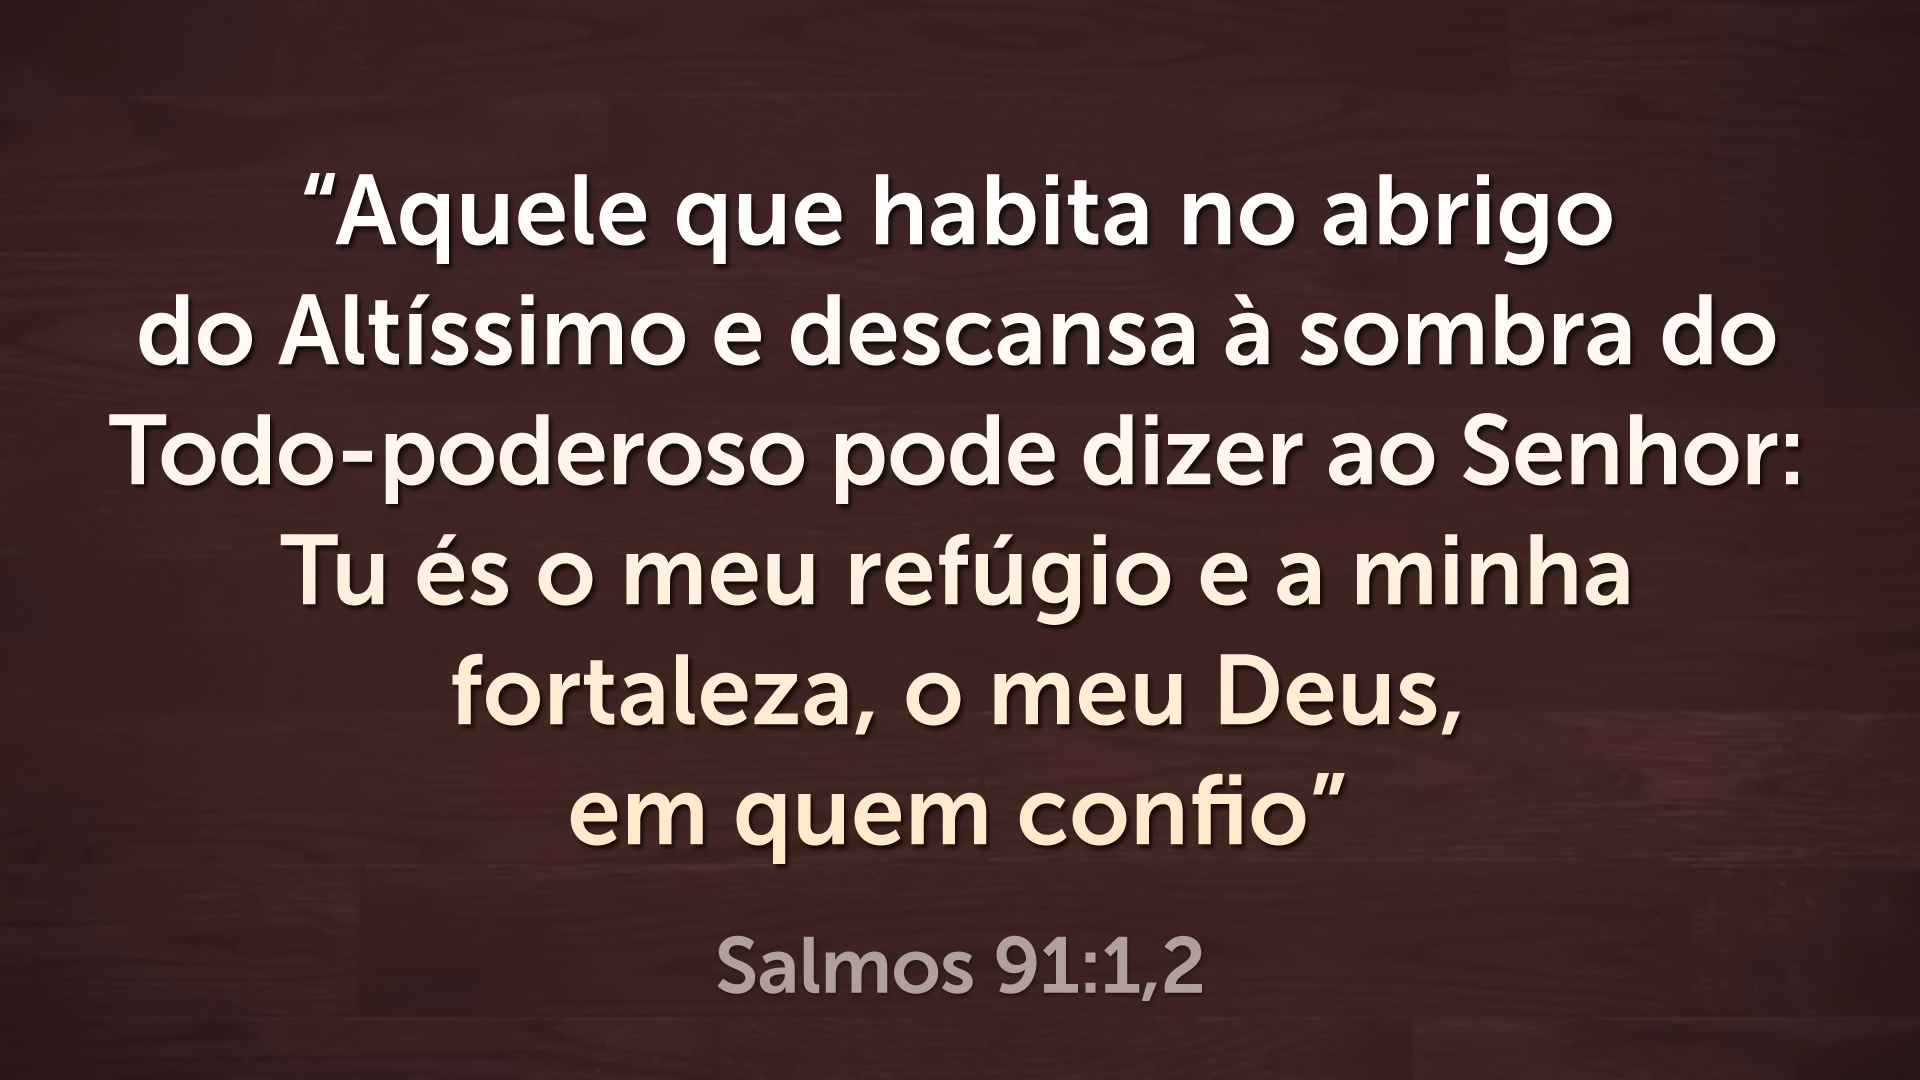 “Aquele que habita no abrigo
do Altíssimo e descansa à sombra do
Todo-poderoso pode dizer ao Senhor:
Tu és o meu refúgio e a minha
fortaleza, o meu Deus,
em quem confio”
Salmos 91:1,2